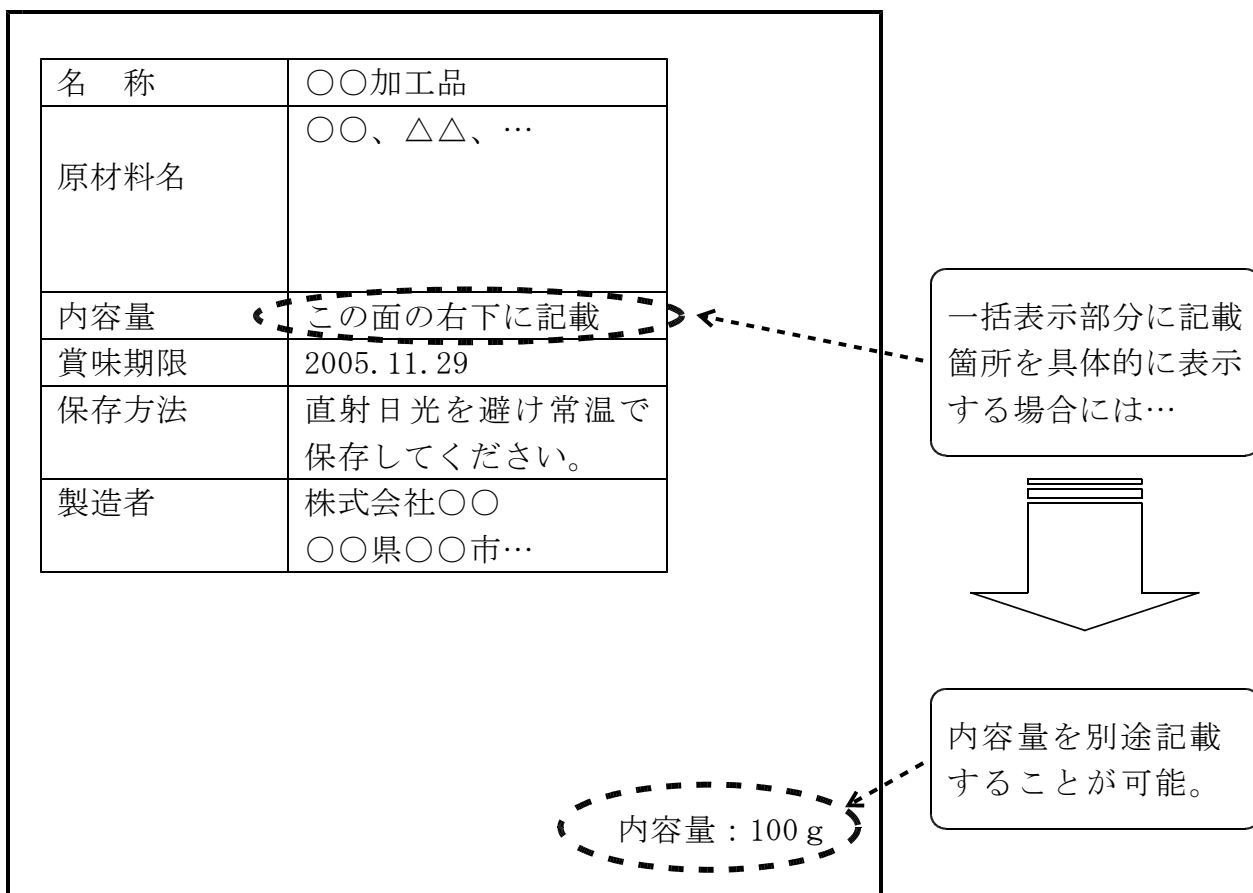 名　称　○○加工品
原材料名　○○、△△、…
内容量　この面の右下に記載
賞味期限　2005.11.29
保存方法　直射日光を避け常温で
保存してください。
製造者　株式会社○○
○○県○○市…
一括表示部分に記載
箇所を具体的に表示
する場合には…
内容量を別途記載
することが可能。
内容量：100ｇ